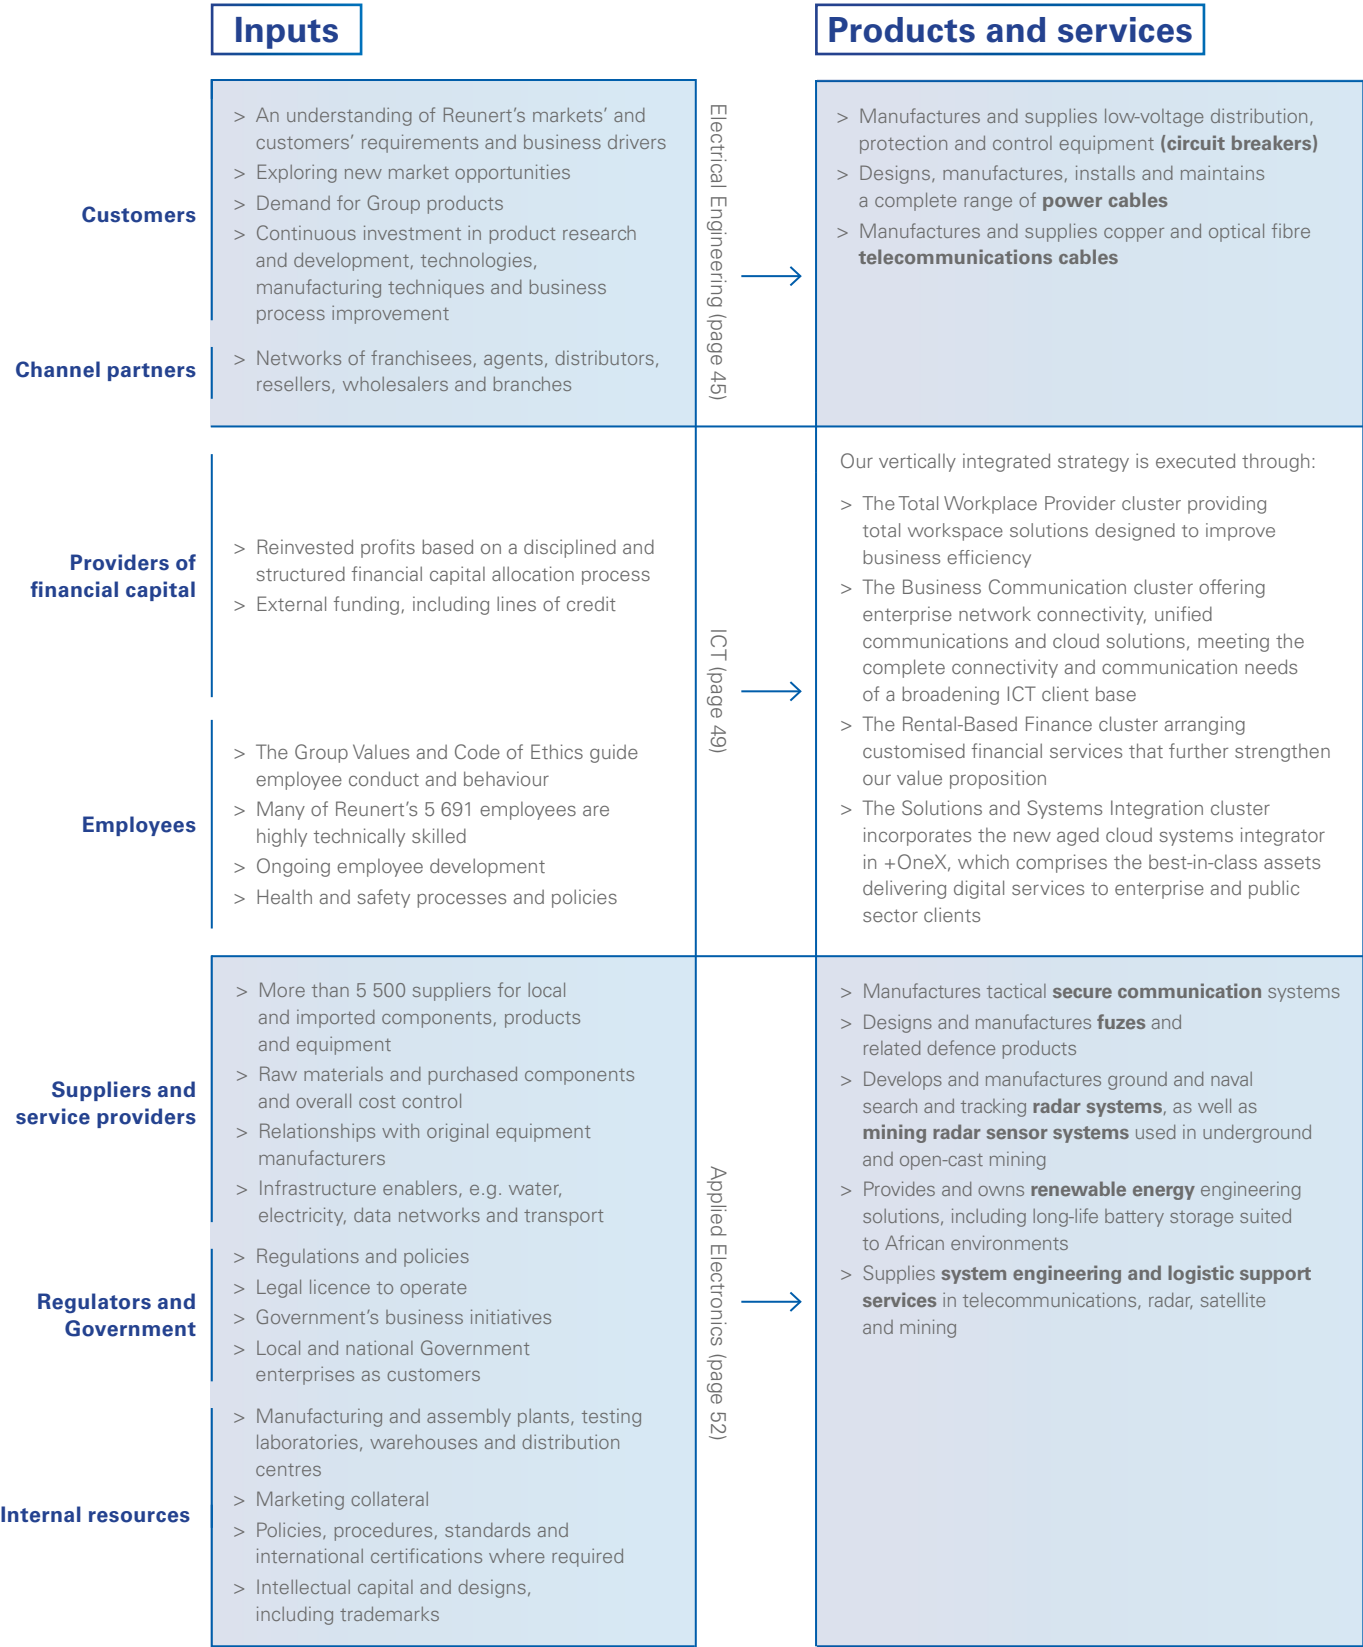 Inputs
Products and services
Customers
> An understanding of Reunert's markets' and
customers' requirements and business drivers
> Exploring new market opportunities
> Demand for Group products
> Continuous investment in product research
and development, technologies,
manufacturing techniques and business
process improvement
Channel partners
> Networks of franchisees, agents, distributors,
resellers, wholesalers and branches
Electrical Engineering (page 45)
> Manufactures and supplies low-voltage distribution,
protection and control equipment (circuit breakers)
> Designs, manufactures, installs and maintains
a complete range of power cables
> Manufactures and supplies copper and optical fibre
telecommunications cables
Providers of
financial capital
> Reinvested profits based on a disciplined and
structured financial capital allocation process
> External funding, including lines of credit
Employees
> The Group Values and Code of Ethics guide
employee conduct and behaviour
> Many of Reunert's 5 691 employees are
highly technically skilled
> Ongoing employee development
> Health and safety processes and policies
ICT (page 49)
Our vertically integrated strategy is executed through:
> The Total Workplace Provider cluster providing
total workspace solutions designed to improve
business efficiency
> The Business Communication cluster offering
enterprise network connectivity, unified
communications and cloud solutions, meeting the
complete connectivity and communication needs
of a broadening ICT client base
> The Rental-Based Finance cluster arranging
customised financial services that further strengthen
our value proposition
> The Solutions and Systems Integration cluster
incorporates the new aged cloud systems integrator
in +OneX, which comprises the best-in-class assets
delivering digital services to enterprise and public
sector clients
Suppliers and
service providers
> More than 5 500 suppliers for local
and imported components, products
and equipment
> Raw materials and purchased components
and overall cost control
> Relationships with original equipment
manufacturers
> Infrastructure enablers, e.g. water,
electricity, data networks and transport
Regulators and
Government
> Regulations and policies
> Legal licence to operate
> Government's business initiatives
> Local and national Government
enterprises as customers
Internal resources
> Manufacturing and assembly plants, testing
laboratories, warehouses and distribution
centres
> Marketing collateral
> Policies, procedures, standards and
international certifications where required
> Intellectual capital and designs,
including trademarks
Applied Electronics (page 52)
> Manufactures tactical secure communication systems
> Designs and manufactures fuzes and
related defence products
> Develops and manufactures ground and naval
search and tracking radar systems, as well as
mining radar sensor systems used in underground
and open-cast mining
> Provides and owns renewable energy engineering
solutions, including long-life battery storage suited
to African environments
> Supplies system engineering and logistic support
services in telecommunications, radar, satellite
and mining